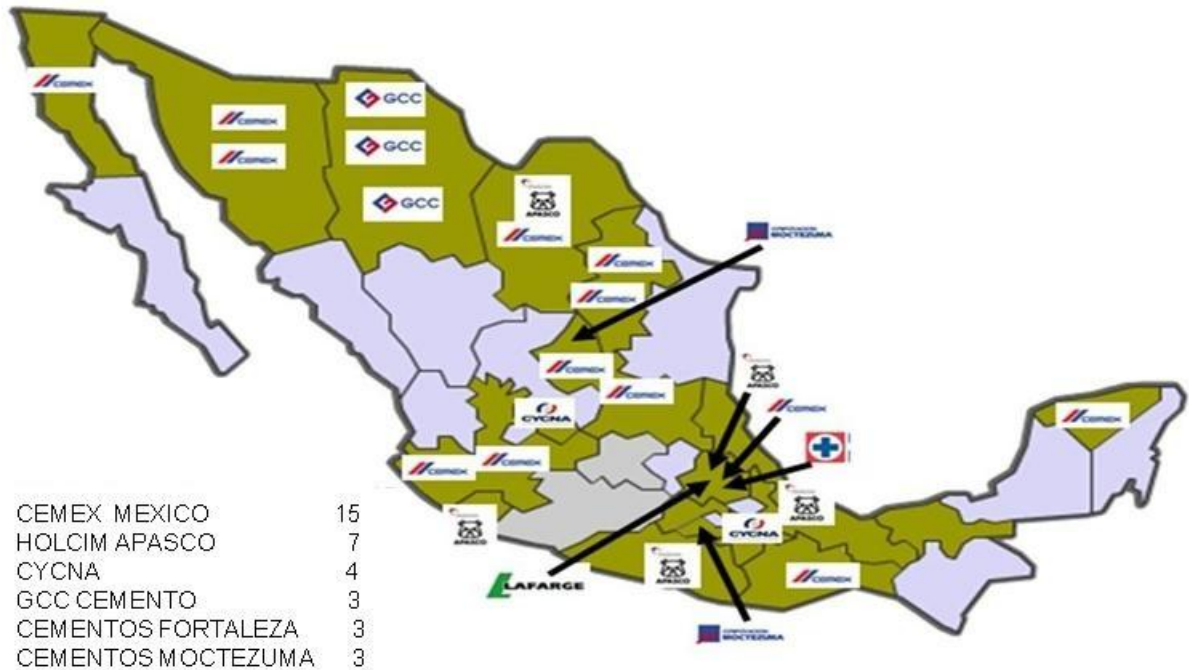 CEMEX
GCC
CEMEX
GCC
CEMEX
GCC
APASCO
CEMEX
MOCTEZUMA
CEMEX
CEMEX
CEMEX
APASCO
CEMEX
CYCNA
CEMEX
CEMEX
CEMEX
CEMEX
APASCO
APASCO
CYCNA
APASCO
CEMEX
LAFARGE
CORPORACION
MOCTEZUMA
CEMEX MEXICO 15
HOLCIM APASCO 7
CYCNA 4
GCC CEMENTO 3
CEMENTOS FORTALEZA 3
CEMENTOS MOCTEZUMA 3